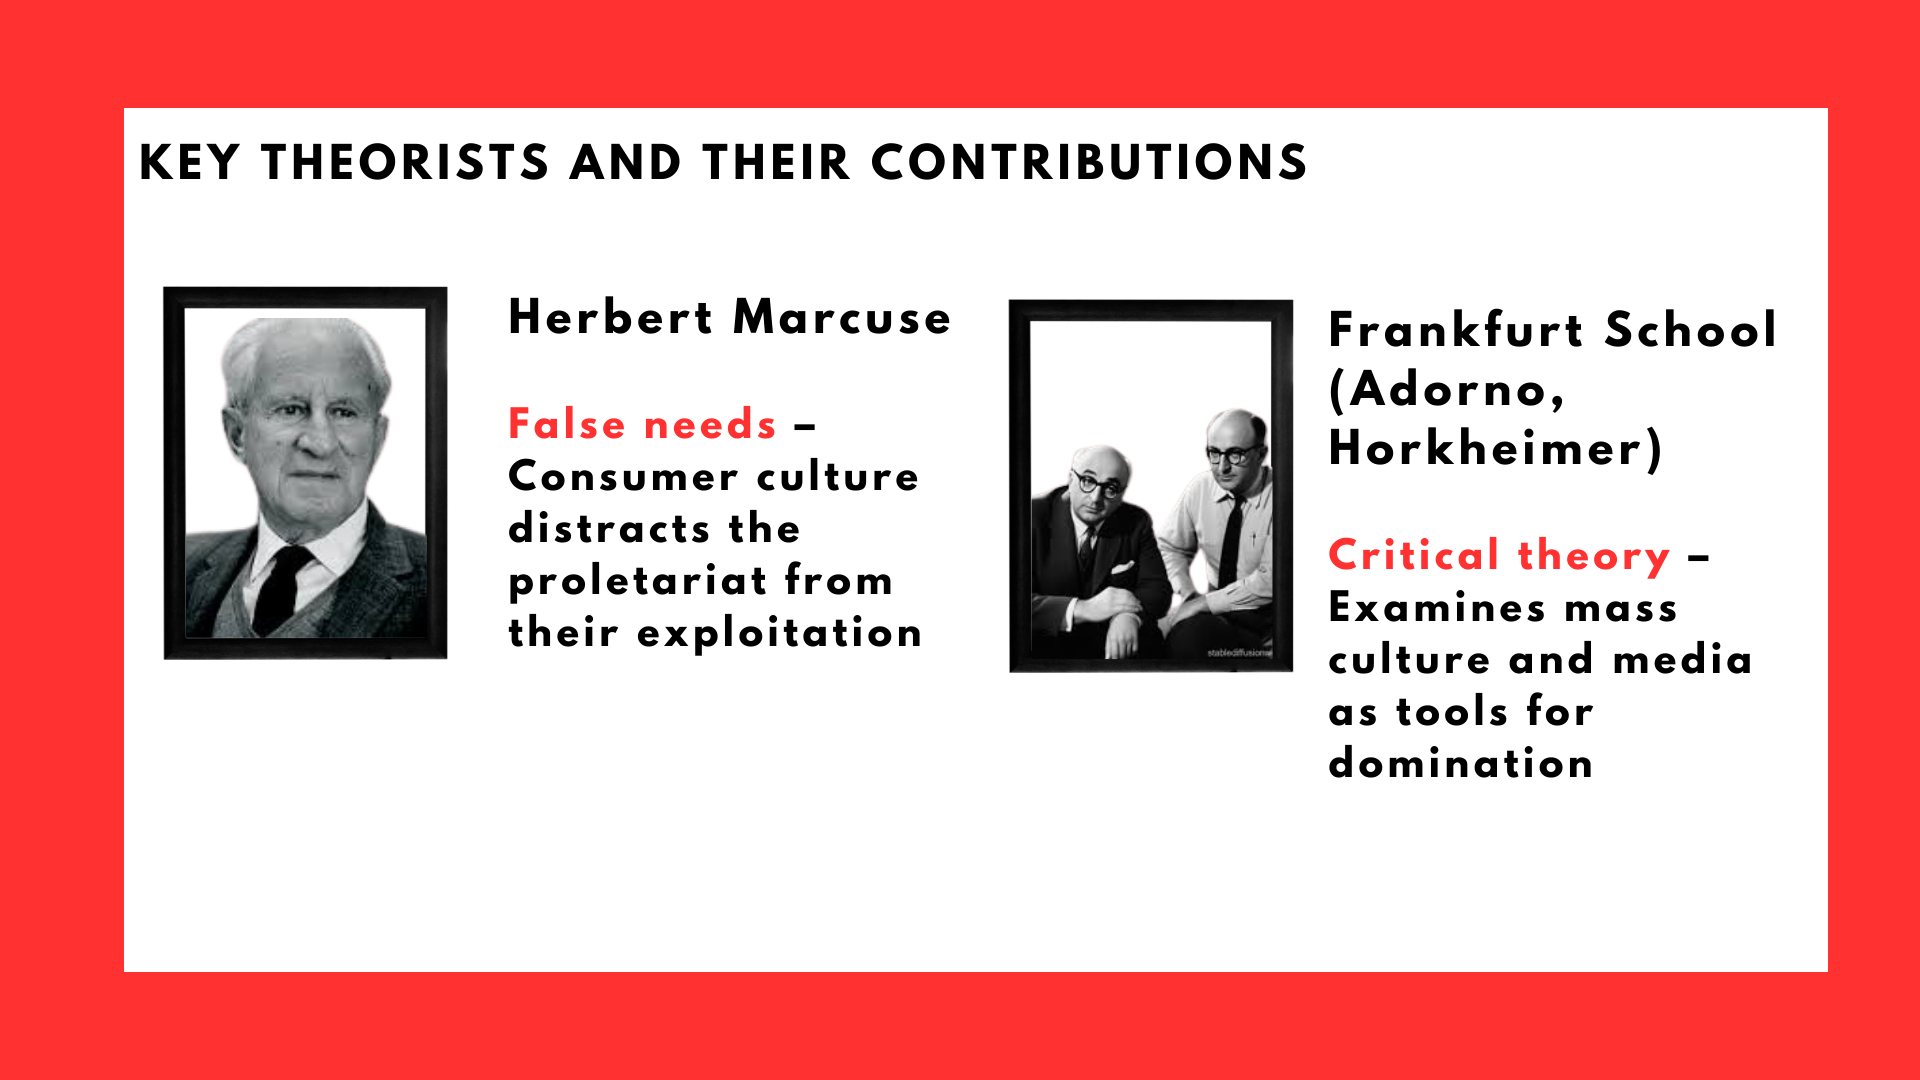 KEY THEORISTS AND THEIR CONTRIBUTIONS
Herbert Marcuse
False needs –
Consumer culture
distracts the
proletariat from
their exploitation
Frankfurt School
(Adorno,
Horkheimer)
Critical theory –
Examines mass
culture and media
as tools for
domination